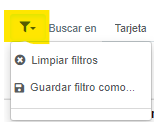 Buscar en Tarjeta
Limpiar filtros
Guardar filtro como...